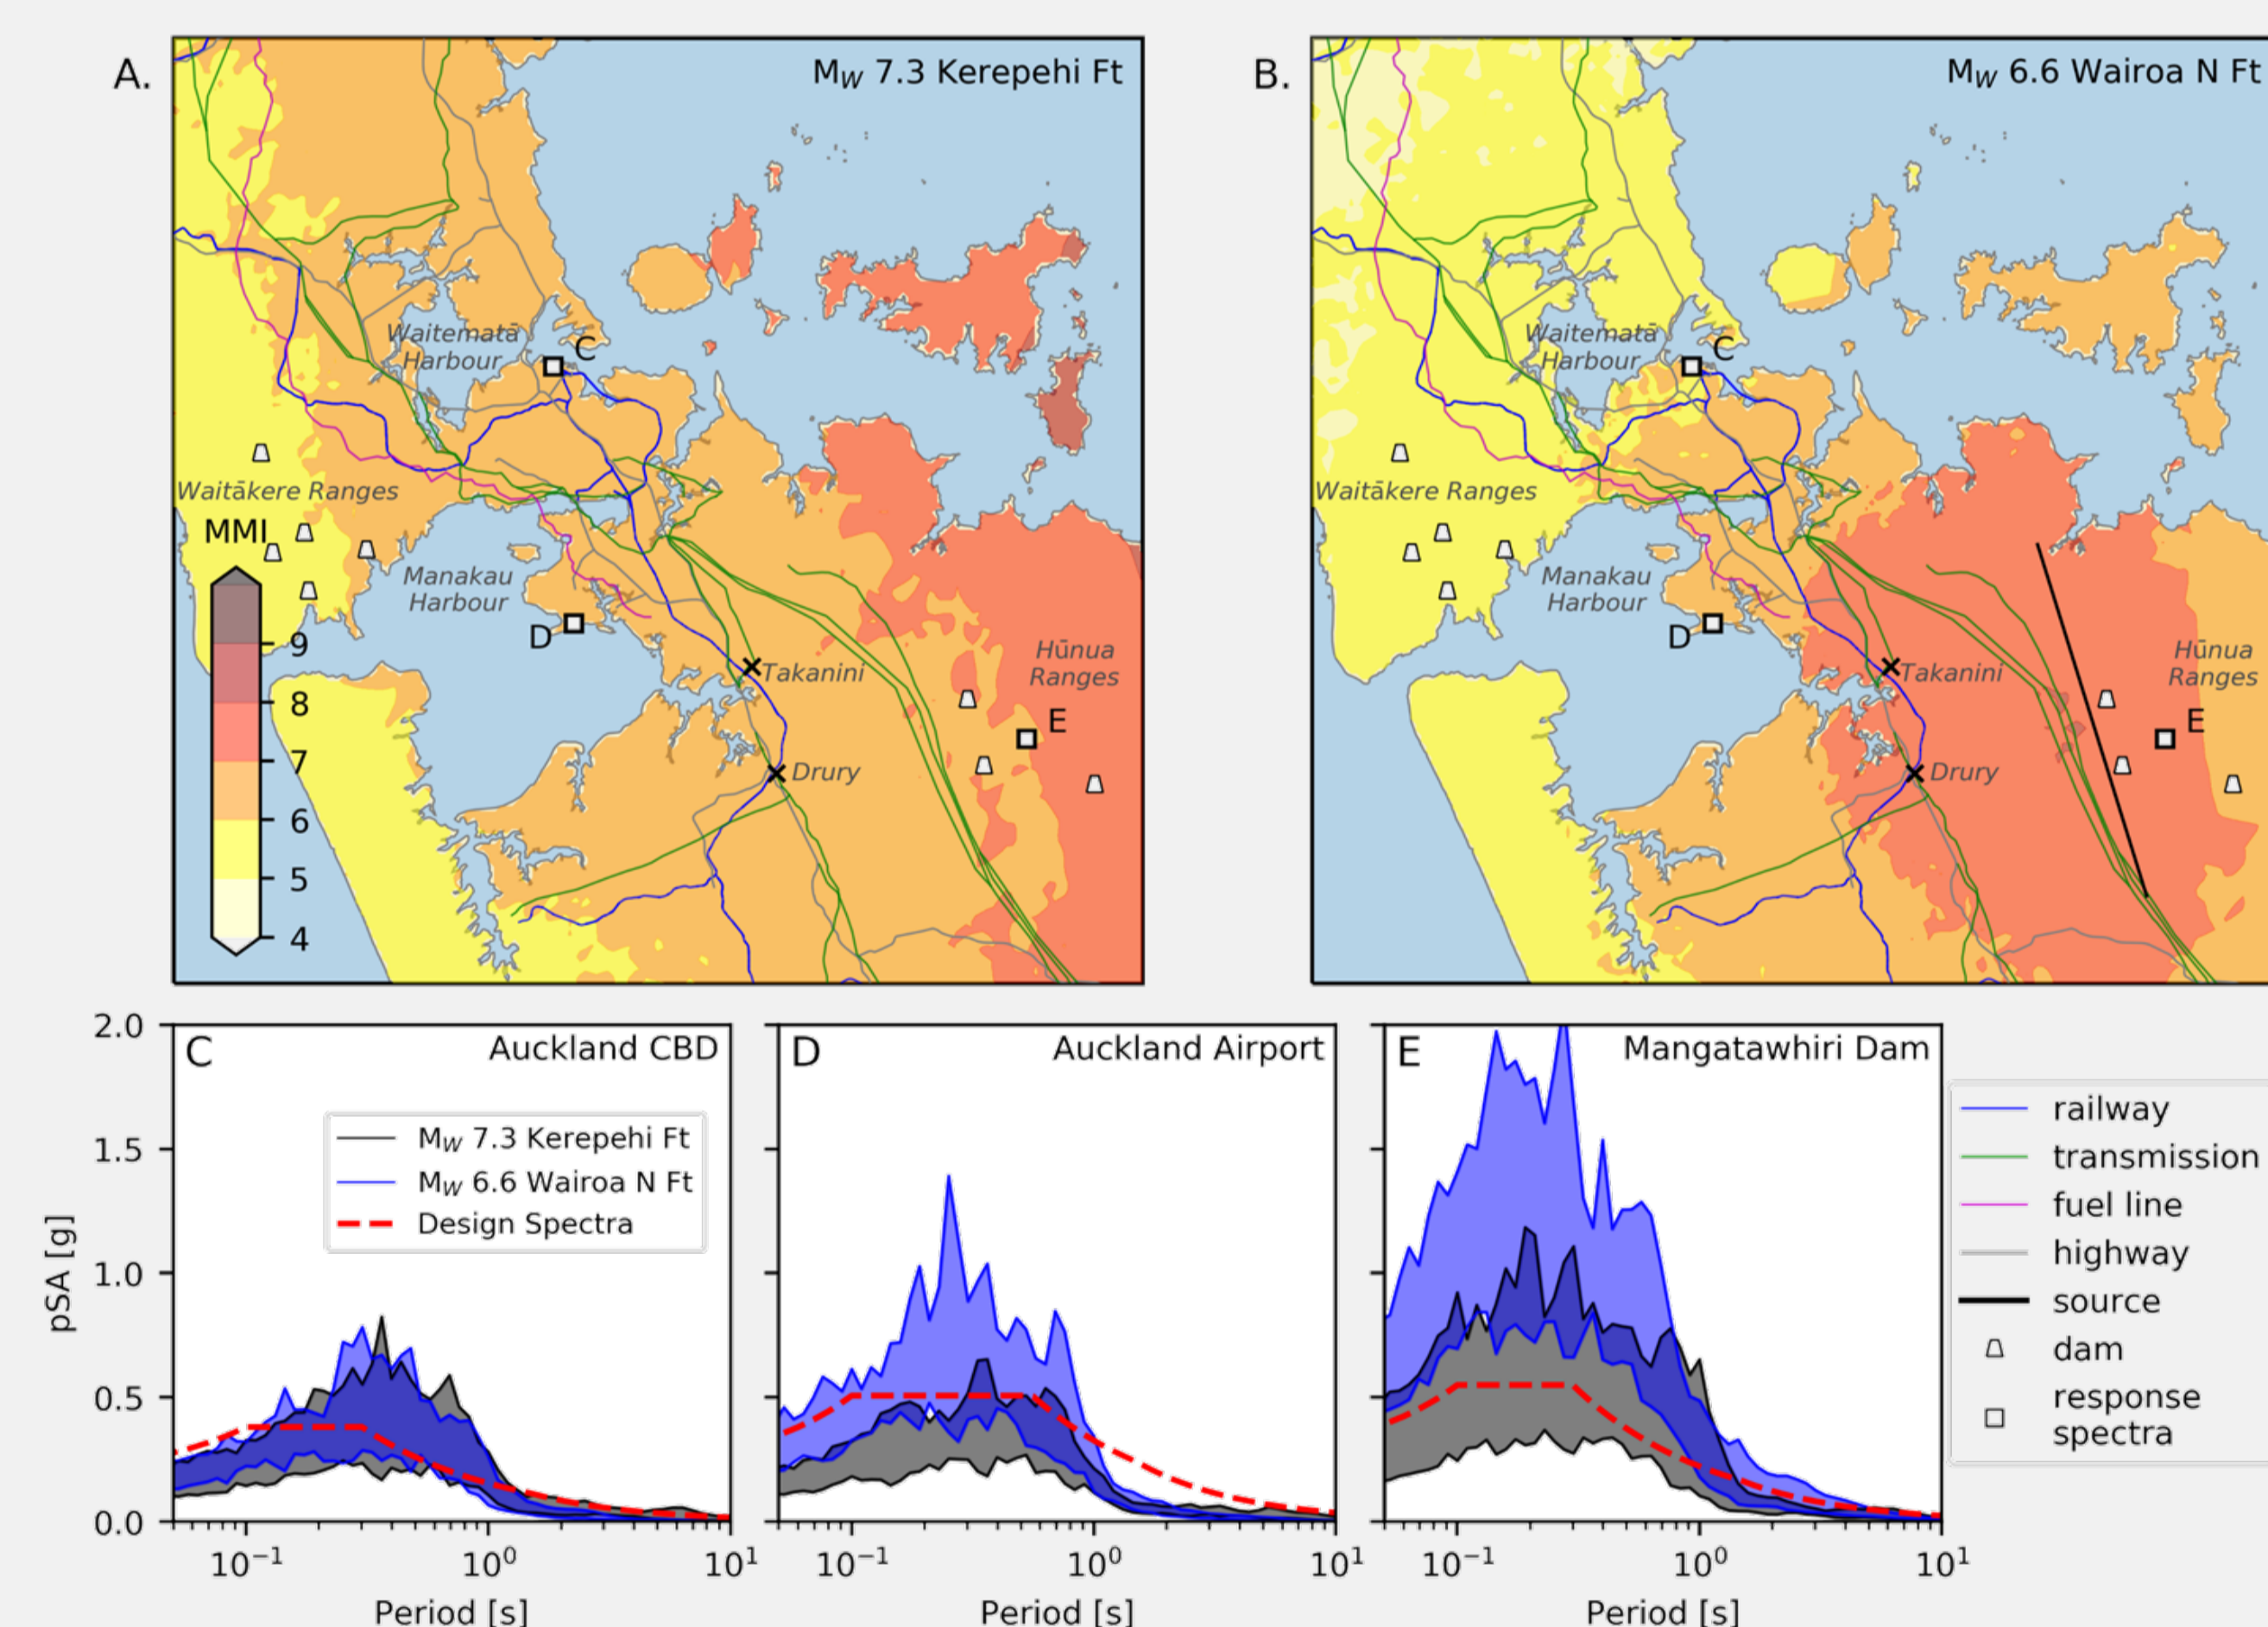 A.
M_W 7.3 Kerepehi Ft
Waitematā
Harbour
C
Waitākere Ranges
MMI
Manakau
Harbour
D
Takanini
Hūnua
Ranges
E
Drury
9
8
7
6
5
4
B.
M_W 6.6 Wairoa N Ft
Waitematā
Harbour
C
Waitākere Ranges
Manakau
Harbour
D
Takanini
Hūnua
Ranges
E
Drury
pSA [g]
2.0
1.5
1.0
0.5
0.0
C
Auckland CBD
M_W 7.3 Kerepehi Ft
M_W 6.6 Wairoa N Ft
Design Spectra
10⁻¹
10⁰
10¹
Period [s]
D
Auckland Airport
10⁻¹
10⁰
10¹
Period [s]
E
Mangatawhiri Dam
10⁻¹
10⁰
10¹
Period [s]
railway
transmission
fuel line
highway
source
dam
response
spectra